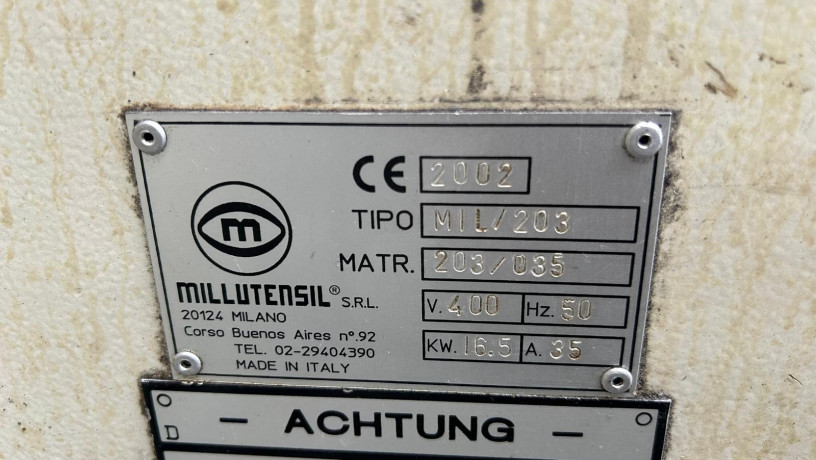 CE 2002
TIPO MIL/203
MATR. 203/035
V. 400 Hz. 50
KW. 16.5 A. 35
m
MILLUTENSIL® S.R.L.
20124 MILANO
Corso Buenos Aires n°.92
TEL. 02-29404390
MADE IN ITALY
— ACHTUNG —
D